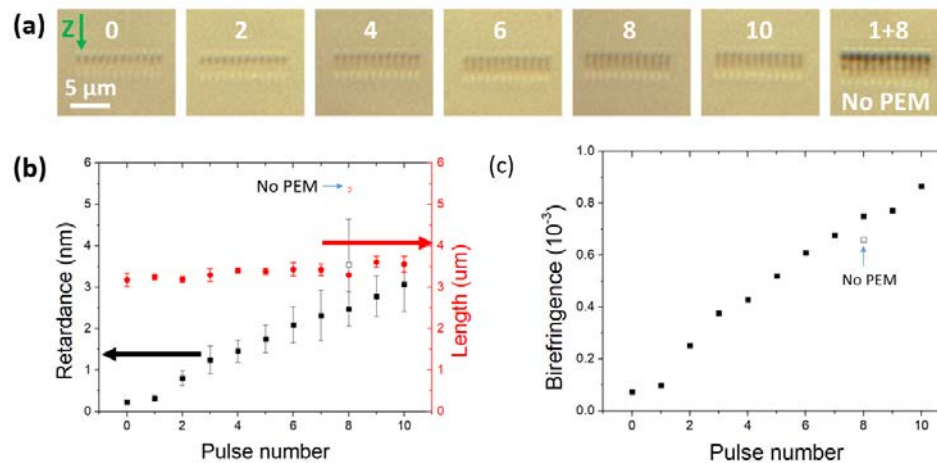 (a)
Z
0
2
4
6
8
10
1+8
5 µm
No PEM
(b)
6
5
4
3
2
1
0
Retardance (nm)
No PEM
6
5
4
3
2
1
0
Length (um)
0 2 4 6 8 10
Pulse number
(c)
1.0
0.8
0.6
0.4
0.2
0.0
Birefringence (10⁻³)
No PEM
0 2 4 6 8 10
Pulse number